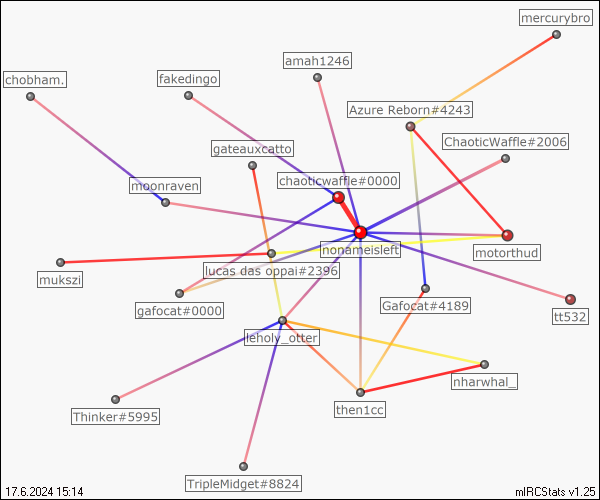 mercurybro
amah1246
chobham.
fakedingo
Azure Reborn#4243
ChaoticWaffle#2006
gateauxcatto
chaoticwaffle#0000
moonraven
nonameisleft
motorthud
lucas das oppai#2396
mukszi
gafocat#0000
Gafocat#4189
tt532
leholy_otter
nharwhal_
then1cc
Thinker#5995
TripleMidget#8824
17.6.2024 15:14
mIRCStats v1.25